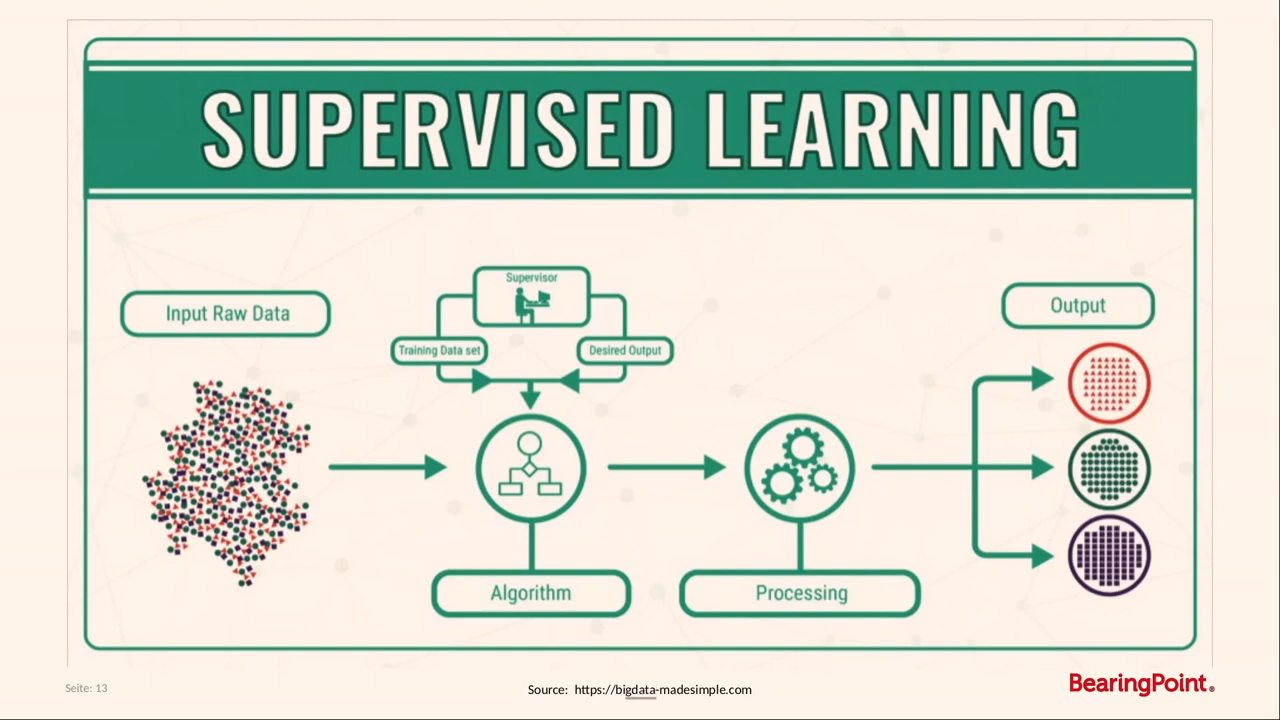 SUPERVISED LEARNING
Supervisor
Input Raw Data
Output
Training Data set
Desired Output
Algorithm
Processing
Seite: 13
Source: https://bigdata-madesimple.com
BearingPoint®